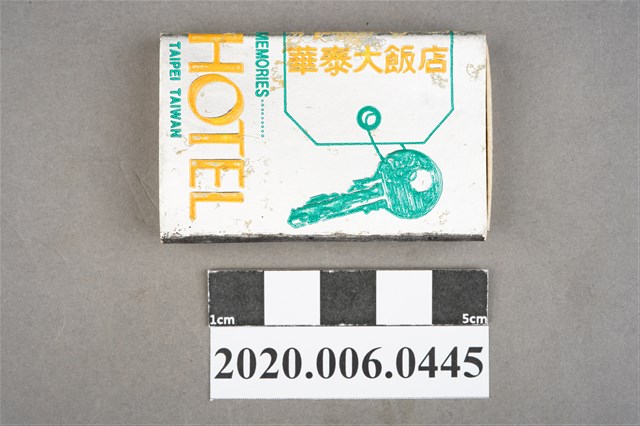 華泰大飯店
MEMORIES........
HOTEL
TAIPEI TAIWAN
1cm
5cm
2020.006.0445